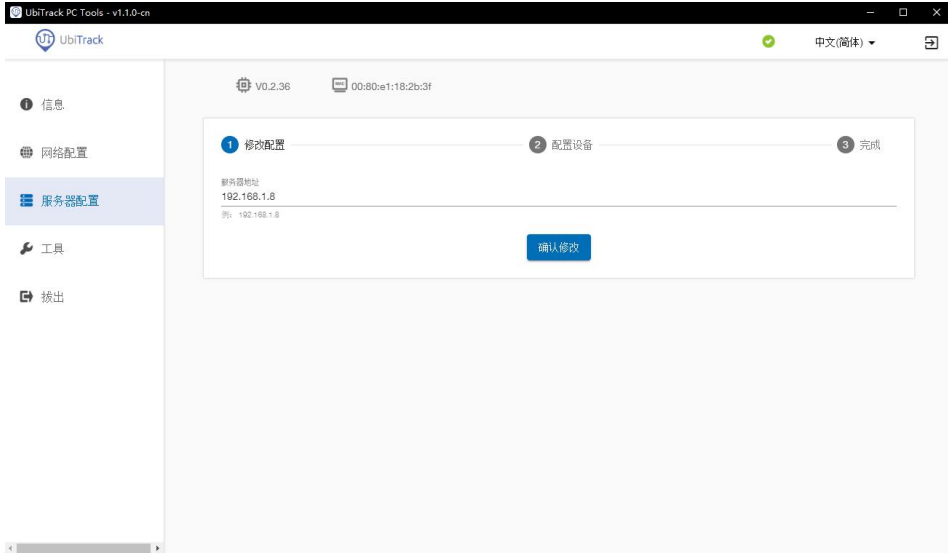 UbiTrack PC Tools - v1.1.0-cn
UbiTrack
中文(简体)
信息
网络配置
服务器配置
工具
拔出
V0.2.36
00:80:e1:18:2b:3f
1 修改配置
2 配置设备
3 完成
服务器地址
192.168.1.8
例: 192.168.1.8
确认修改